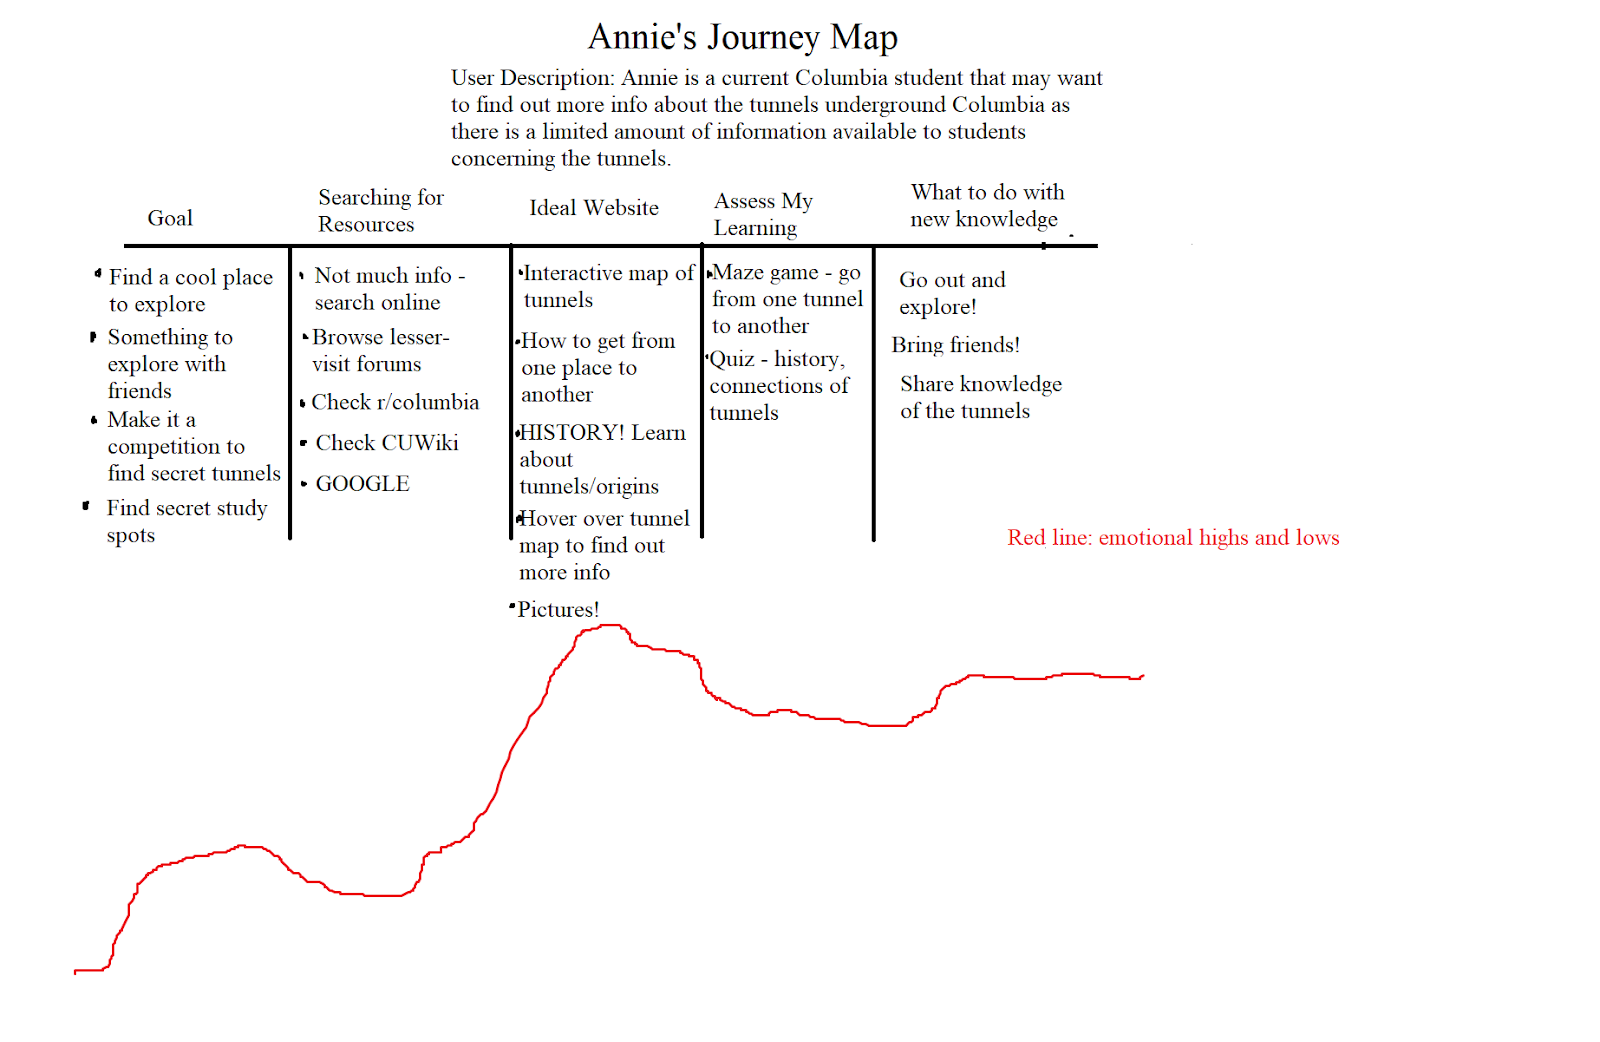 Annie's Journey Map
User Description: Annie is a current Columbia student that may want
to find out more info about the tunnels underground Columbia as
there is a limited amount of information available to students
concerning the tunnels.
Goal
Find a cool place
to explore
Something to
explore with
friends
Make it a
competition to
find secret tunnels
Find secret study
spots
Searching for
Resources
Not much info -
search online
Browse lesser-
visit forums
Check r/columbia
Check CUWiki
GOOGLE
Ideal Website
Interactive map of
tunnels
How to get from
one place to
another
HISTORY! Learn
about
tunnels/origins
Hover over tunnel
map to find out
more info
Pictures!
Assess My
Learning
Maze game - go
from one tunnel
to another
Quiz - history,
connections of
tunnels
What to do with
new knowledge
Go out and
explore!
Bring friends!
Share knowledge
of the tunnels
Red line: emotional highs and lows